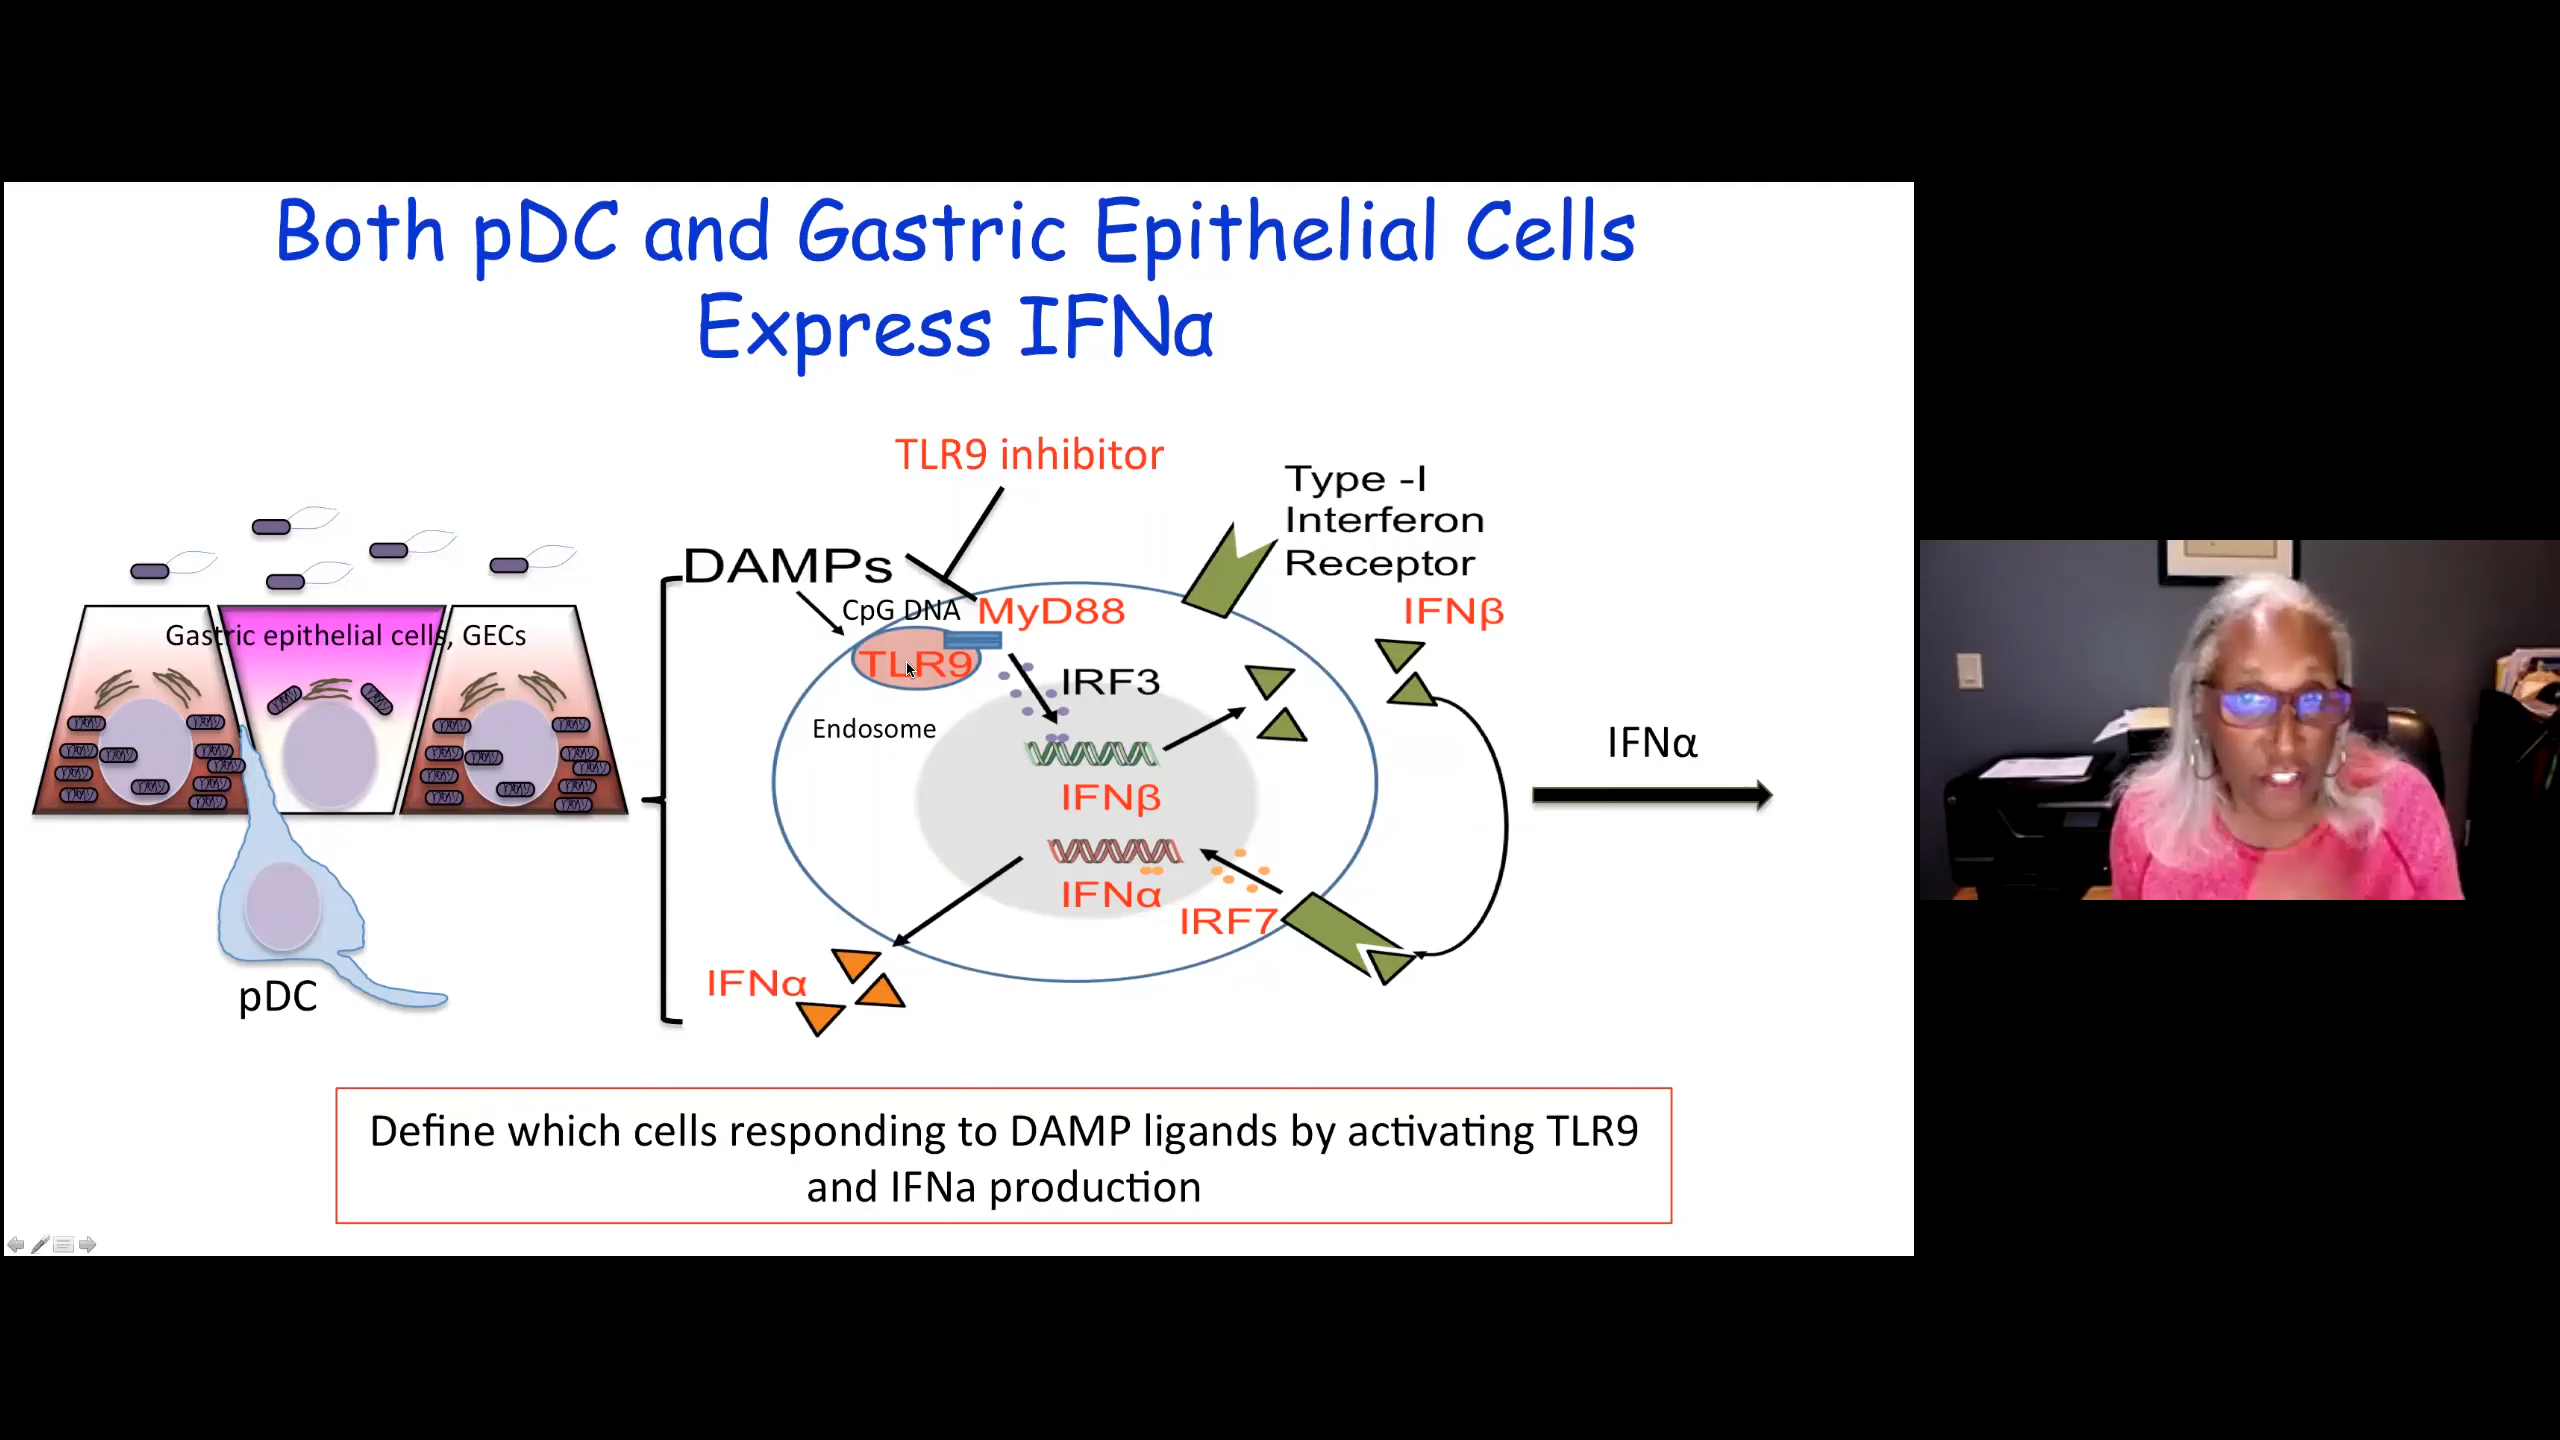 Both pDC and Gastric Epithelial Cells
Express IFNα
TLR9 inhibitor
Type -I
Interferon
Receptor
DAMPs
CpG DNA
MyD88
IFNβ
Gastric epithelial cells, GECs
TLR9
IRF3
Endosome
IFNα
IFNβ
IFNα
IRF7
IFNα
pDC
Define which cells responding to DAMP ligands by activating TLR9
and IFNa production